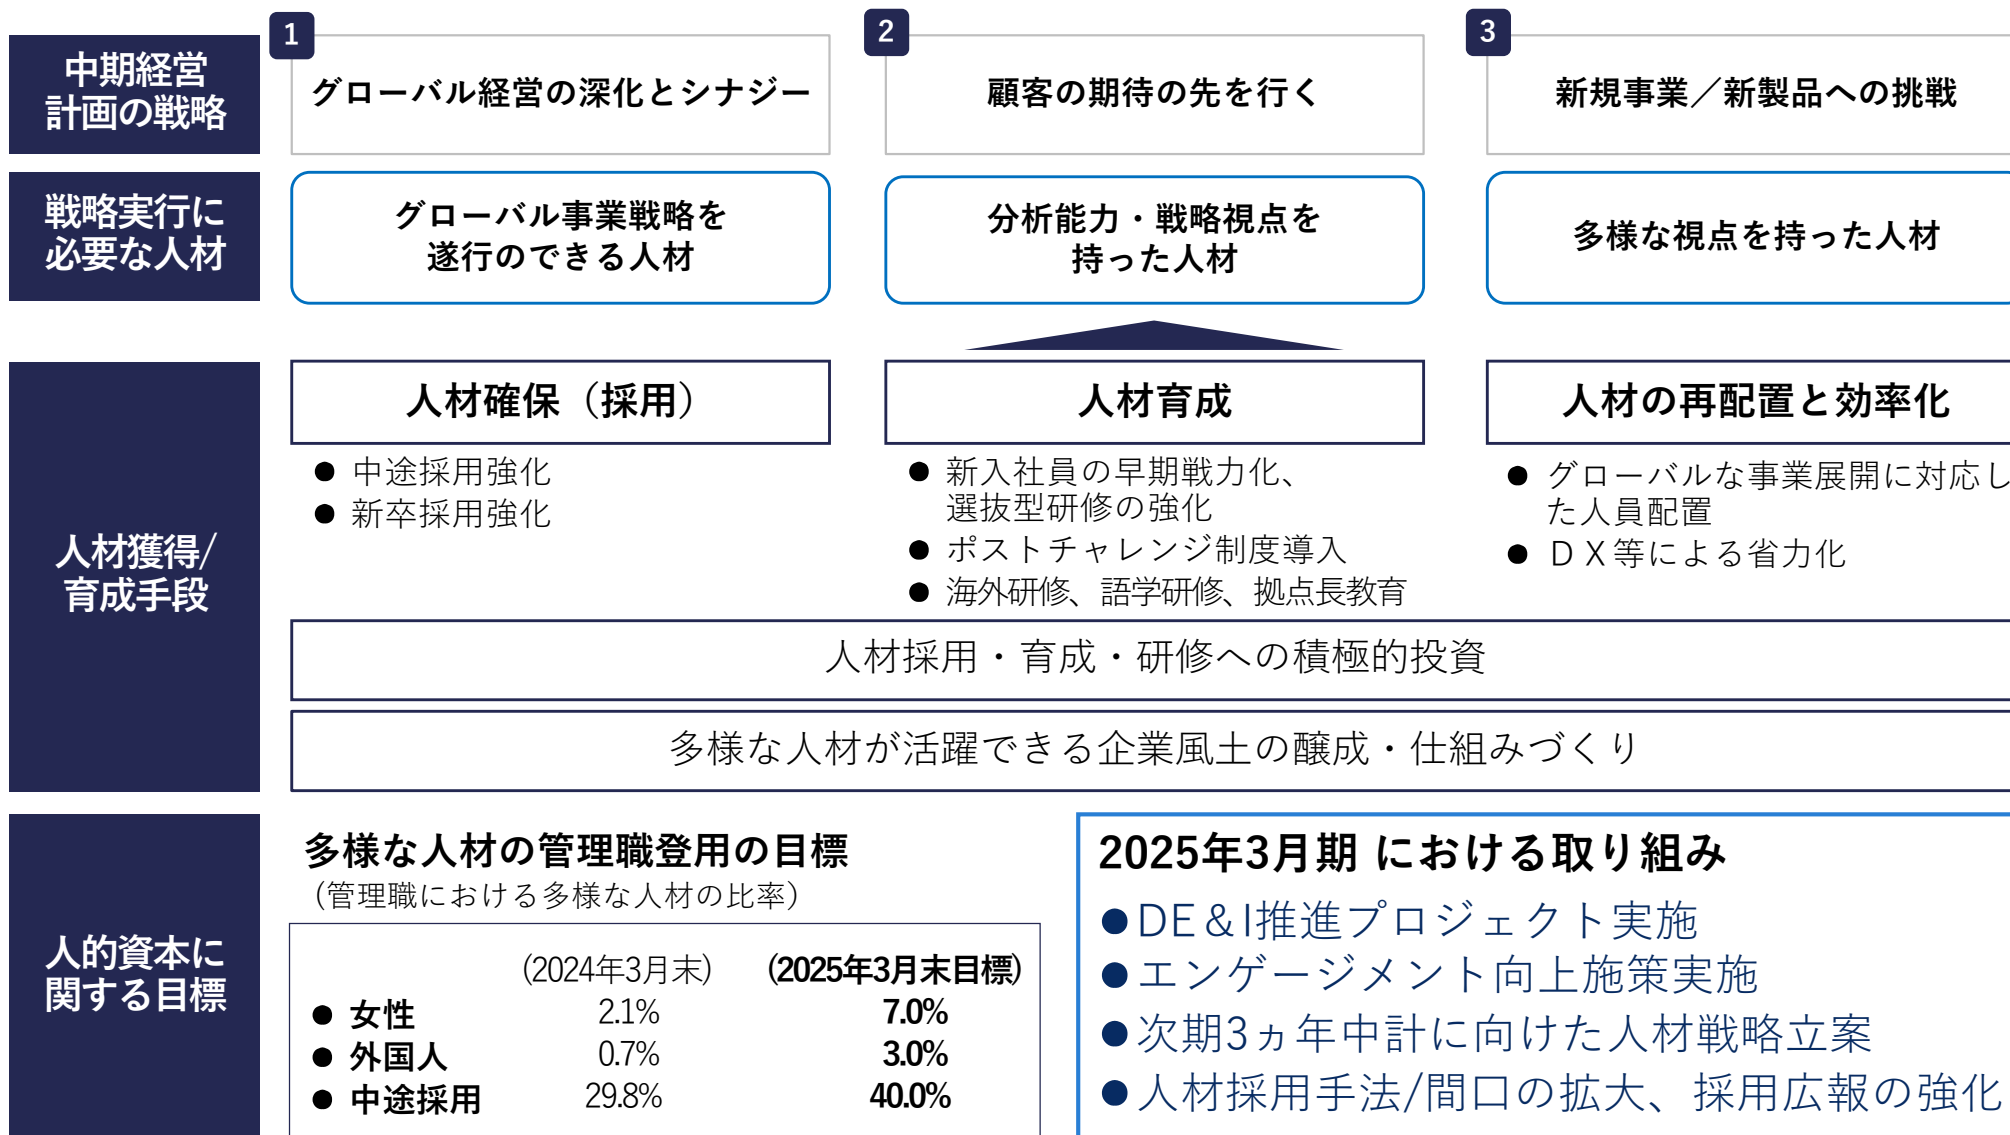 中期経営
計画の戦略
1
グローバル経営の深化とシナジー
2
顧客の期待の先を行く
3
新規事業／新製品への挑戦
戦略実行に
必要な人材
グローバル事業戦略を
遂行のできる人材
分析能力・戦略視点を
持った人材
多様な視点を持った人材
人材獲得/
育成手段
人材確保（採用）
● 中途採用強化
● 新卒採用強化
人材育成
● 新入社員の早期戦力化、
選抜型研修の強化
● ポストチャレンジ制度導入
● 海外研修、語学研修、拠点長教育
人材の再配置と効率化
● グローバルな事業展開に対応し
た人員配置
● ＤＸ等による省力化
人材採用・育成・研修への積極的投資
多様な人材が活躍できる企業風土の醸成・仕組みづくり
人的資本に
関する目標
多様な人材の管理職登用の目標
（管理職における多様な人材の比率）
(2024年3月末) (2025年3月末目標)
● 女性 2.1% 7.0%
● 外国人 0.7% 3.0%
● 中途採用 29.8% 40.0%
2025年3月期 における取り組み
●DE＆I推進プロジェクト実施
●エンゲージメント向上施策実施
●次期3ヵ年中計に向けた人材戦略立案
●人材採用手法/間口の拡大、採用広報の強化